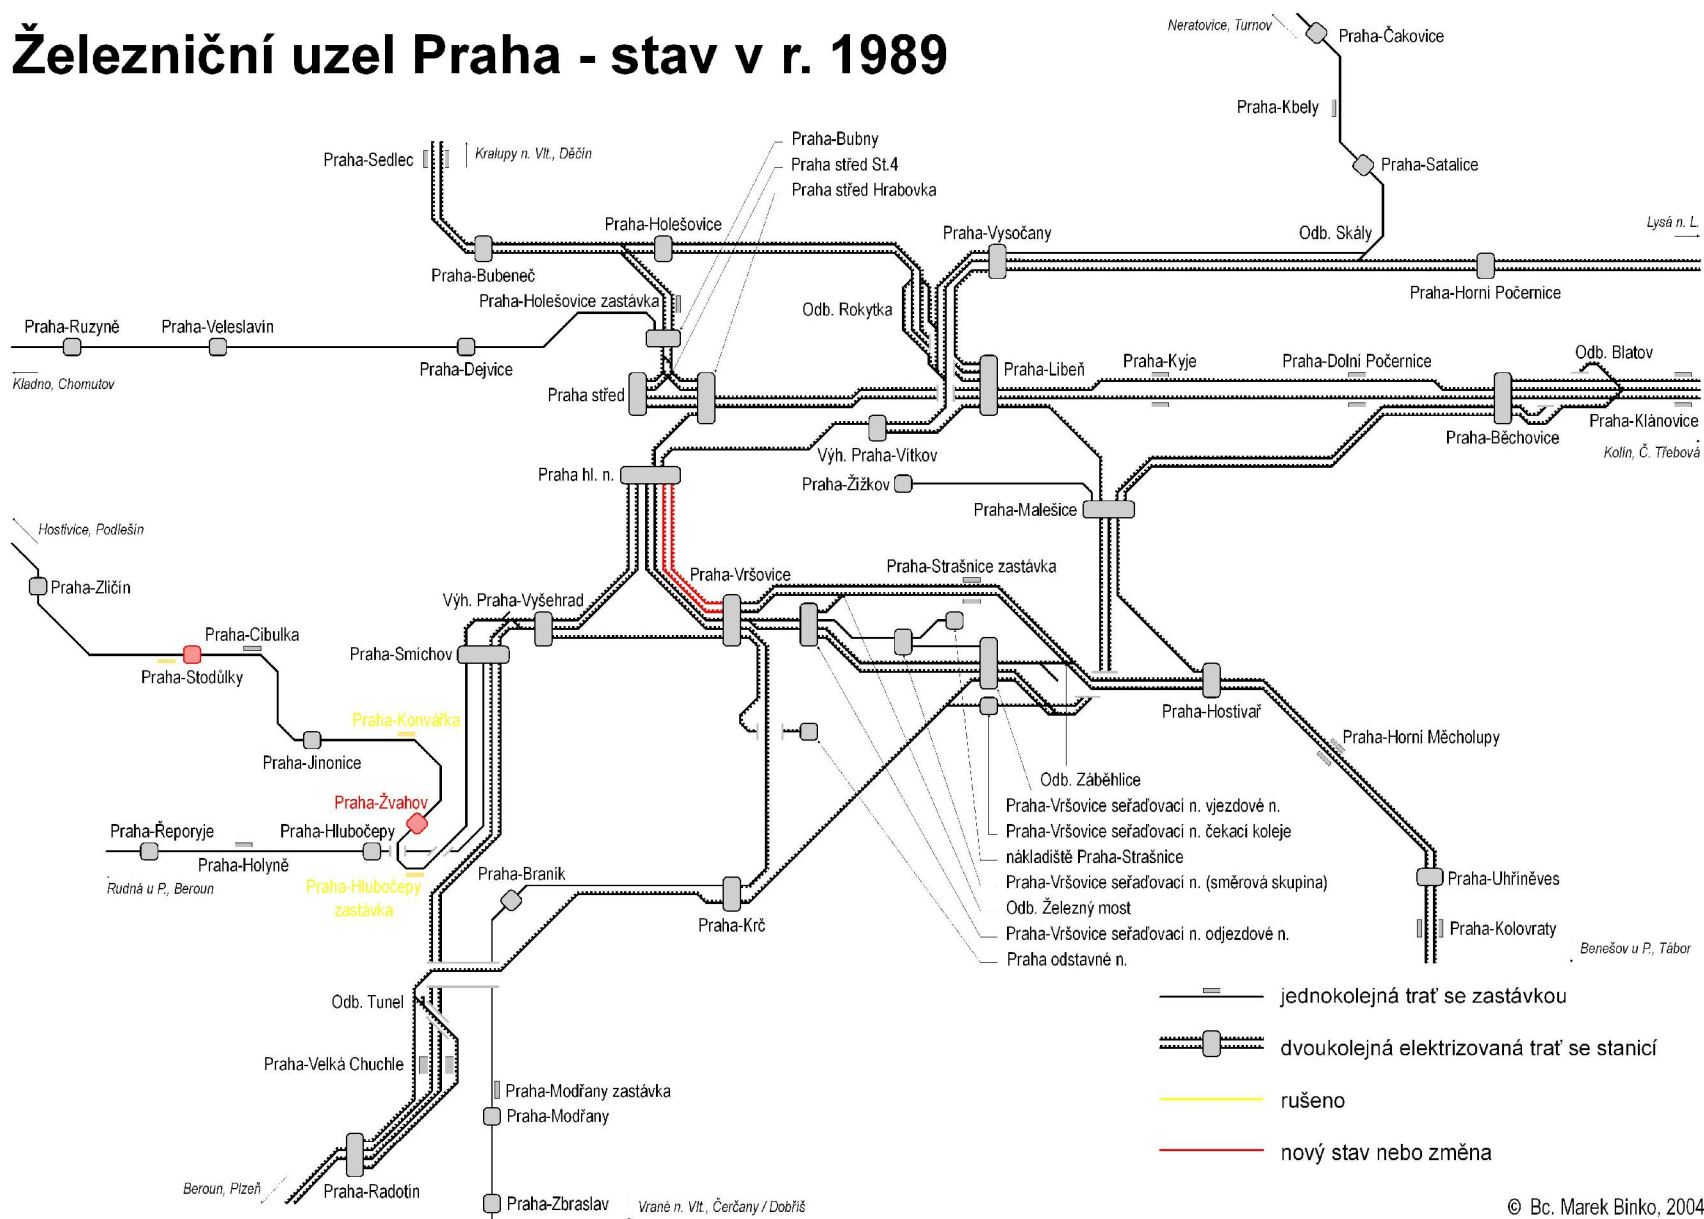 Železniční uzel Praha - stav v r. 1989
Neratovice, Turnov
Praha-Čakovice
Praha-Kbely
Praha-Bubny
Praha-Sedlec
Kralupy n. Vlt., Děčín
Praha střed St.4
Praha-Satalice
Praha střed Hrabovka
Praha-Holešovice
Praha-Vysočany
Odb. Skály
Lysá n. L.
Praha-Bubeneč
Praha-Holešovice zastávka
Odb. Rokytka
Praha-Horní Počernice
Praha-Ruzyně
Praha-Veleslavín
Praha-Dejvice
Kladno, Chomutov
Praha-Libeň
Praha-Kyje
Praha-Dolní Počernice
Odb. Blatov
Praha střed
Praha-Klánovice
Praha-Běchovice
Kolín, Č. Třebová
Výh. Praha-Vítkov
Praha hl. n.
Praha-Žižkov
Praha-Malešice
Hostivice, Podlešín
Praha-Zličín
Praha-Vršovice
Praha-Strašnice zastávka
Výh. Praha-Vyšehrad
Praha-Cibulka
Praha-Smíchov
Praha-Stodůlky
Praha-Konvářka
Praha-Hostivař
Praha-Jinonice
Praha-Horní Měcholupy
Odb. Záběhlice
Praha-Žvahov
Praha-Vršovice seřaďovací n. vjezdové n.
Praha-Řeporyje
Praha-Hlubočepy
Praha-Vršovice seřaďovací n. čekací koleje
Praha-Holyně
nákladiště Praha-Strašnice
Rudná u P., Beroun
Praha-Hlubočepy
zastávka
Praha-Braník
Praha-Vršovice seřaďovací n. (směrová skupina)
Praha-Uhříněves
Odb. Železný most
Praha-Krč
Praha-Vršovice seřaďovací n. odjezdové n.
Praha-Kolovraty
Praha odstavné n.
Benešov u P., Tábor
Odb. Tunel
jednokolejná trať se zastávkou
Praha-Velká Chuchle
dvoukolejná elektrizovaná trať se stanicí
Praha-Modřany zastávka
Praha-Modřany
rušeno
nový stav nebo změna
Beroun, Plzeň
Praha-Radotín
Praha-Zbraslav
Vrané n. Vlt., Čerčany / Dobříš
© Bc. Marek Binko, 2004